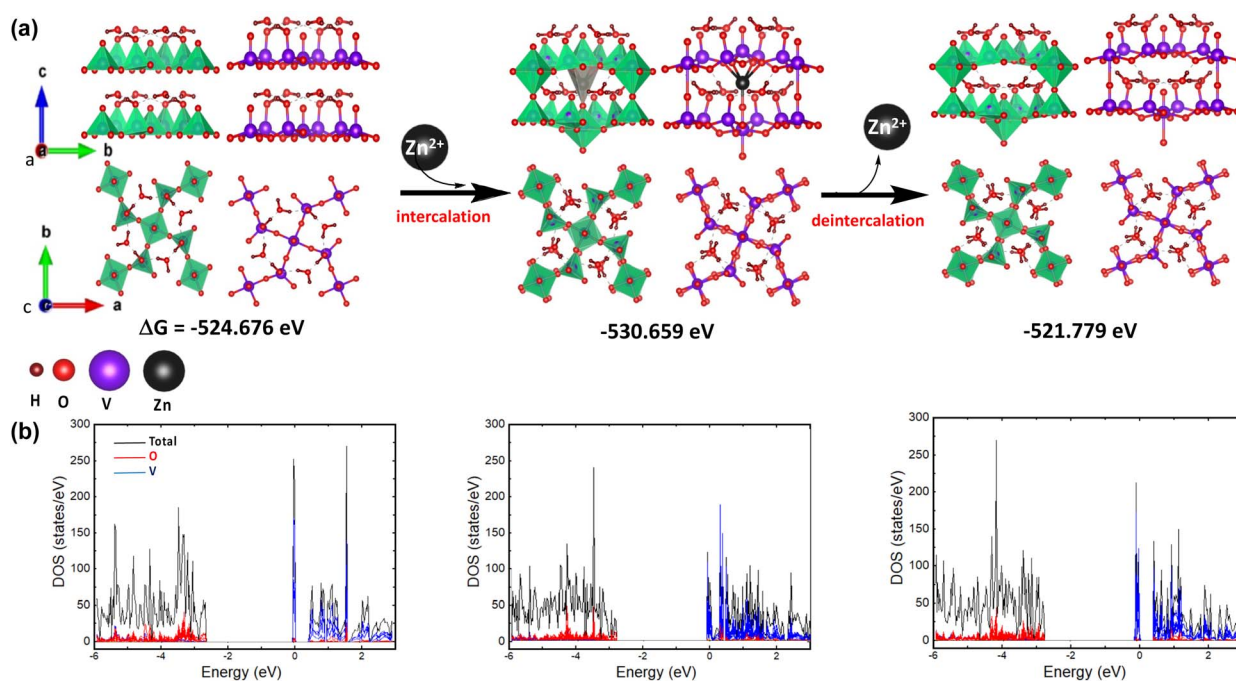 (a)
c
a
a
b
Zn2+
intercalation
Zn2+
deintercalation
b
c
c
a
ΔG = -524.676 eV
-530.659 eV
-521.779 eV
H
O
V
Zn
(b)
300
250
200
150
100
50
0
DOS (states/eV)
Total
O
V
-6
-4
-2
0
2
Energy (eV)
300
250
200
150
100
50
0
DOS (states/eV)
-6
-4
-2
0
2
Energy (eV)
300
250
200
150
100
50
0
DOS (states/eV)
-6
-4
-2
0
2
Energy (eV)